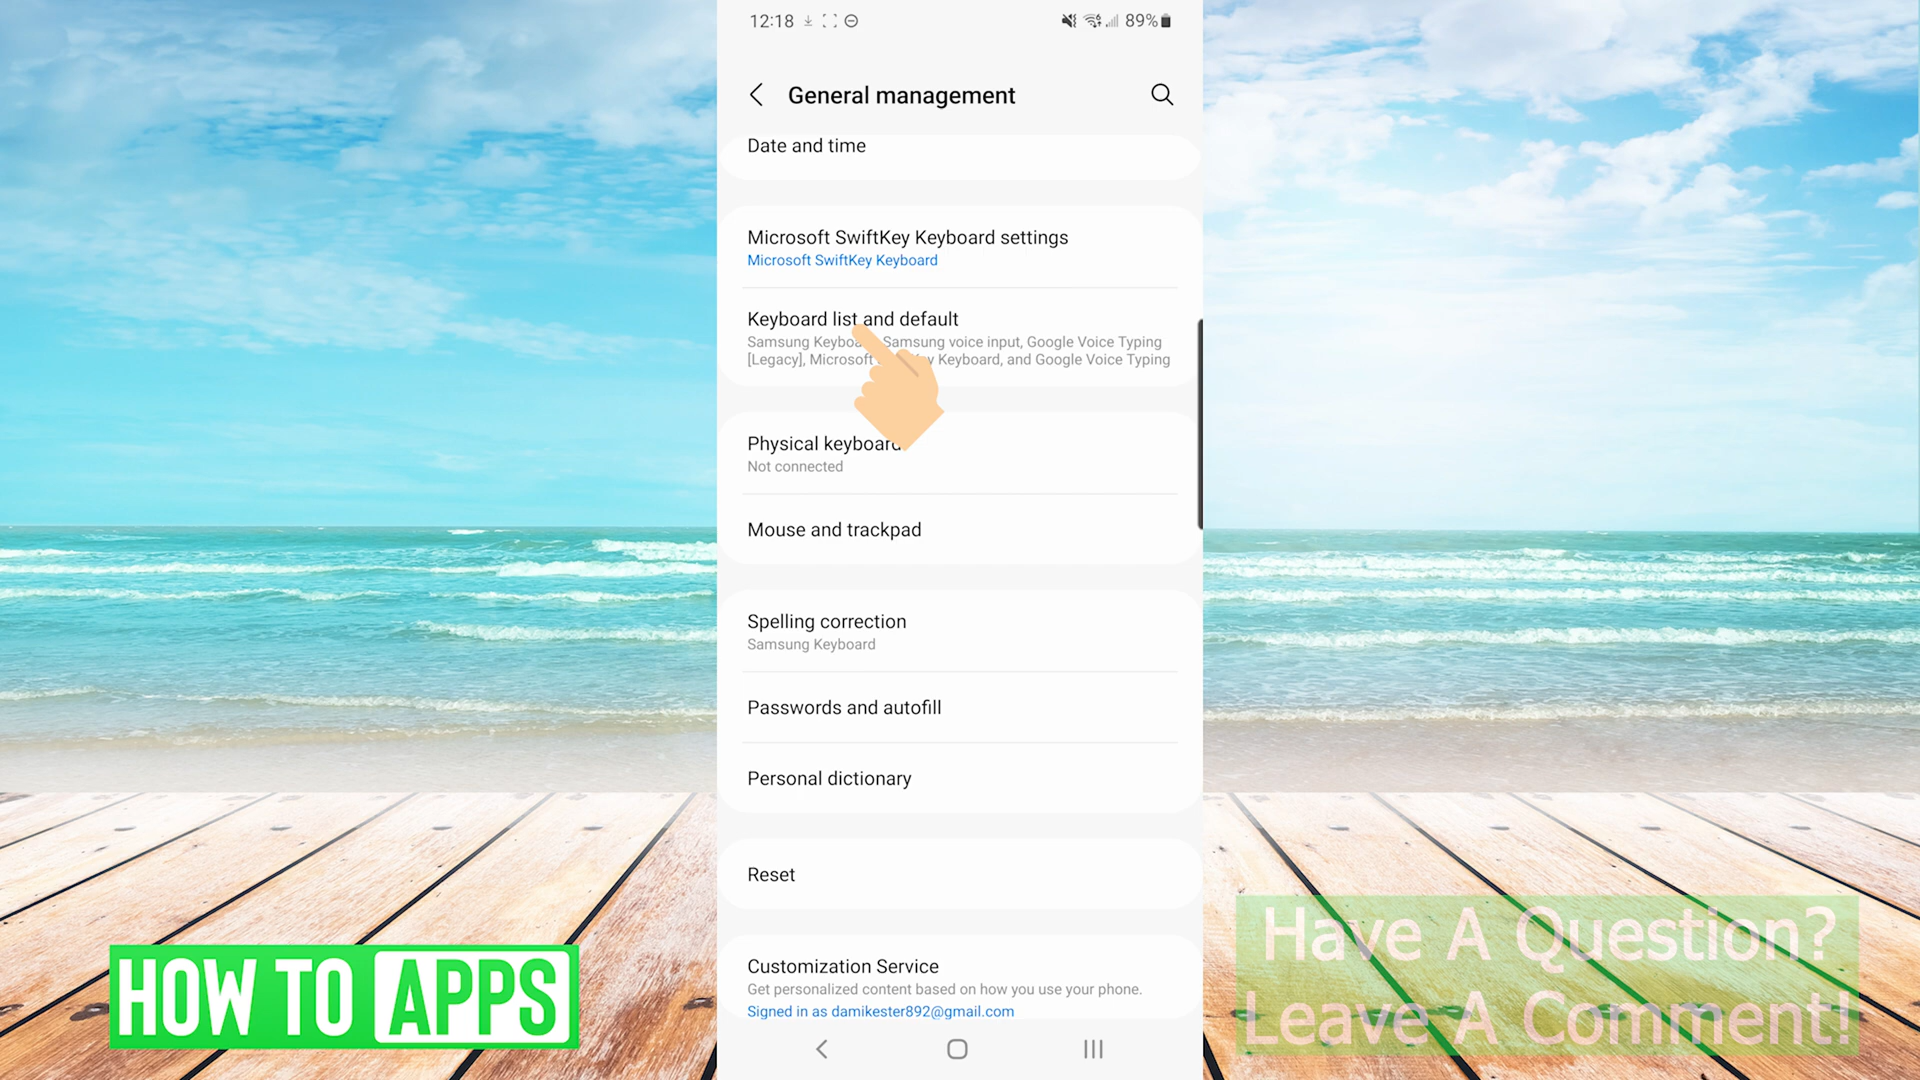 12:18
89%
General management
Date and time
Microsoft SwiftKey Keyboard settings
Microsoft SwiftKey Keyboard
Keyboard list and default
Samsung Samsung voice input, Google Voice Typing
[Legacy], Microsoft Keyboard, and Google Voice Typing
Physical keyboard
Not connected
Mouse and trackpad
Spelling correction
Samsung Keyboard
Passwords and autofill
Personal dictionary
Reset
Customization Service
Get personalized content based on how you use your phone.
Signed in as damikester892@gmail.com
HOW TO APPS
Have A Question?
Leave A Comment!